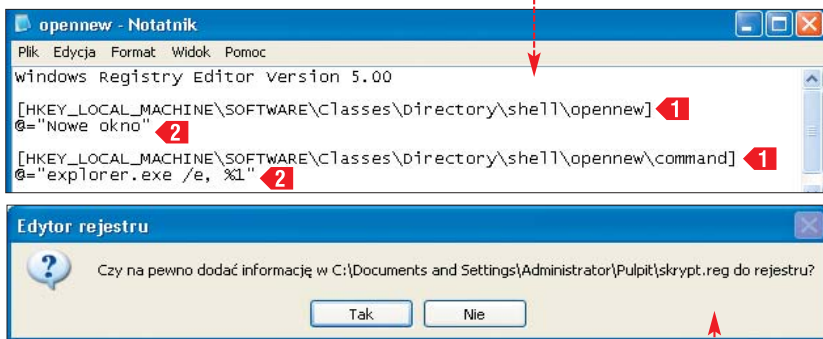 opennew - Notatnik
Plik Edycja Format Widok Pomoc
Windows Registry Editor Version 5.00
[HKEY_LOCAL_MACHINE\SOFTWARE\Classes\Directory\shell\opennew] 1
@="Nowe okno" 2
[HKEY_LOCAL_MACHINE\SOFTWARE\Classes\Directory\shell\opennew\command] 1
@="explorer.exe /e, %1" 2
Edytor rejestru
Czy na pewno dodać informację w C:\Documents and Settings\Administrator\Pulpit\skrypt.reg do rejestru?
Tak Nie